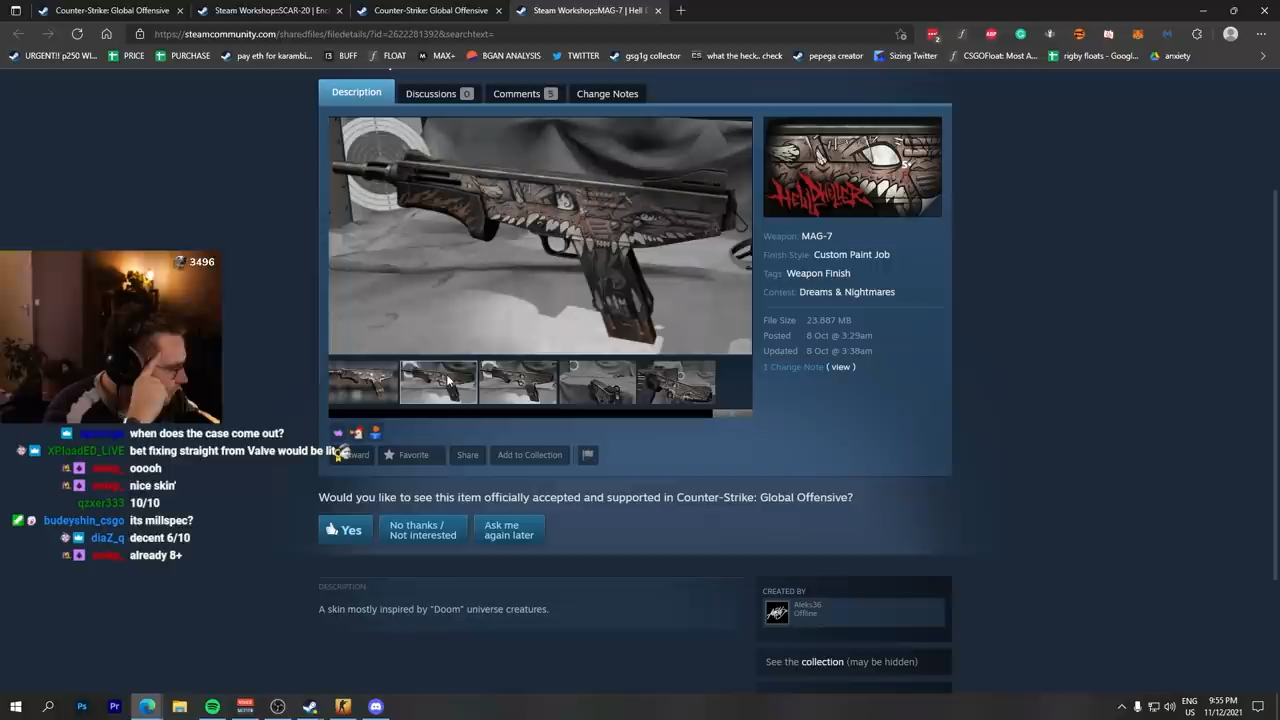 Counter-Strike: Global Offensive
Steam Workshop::SCAR-20 | En
Counter-Strike: Global Offensive
Steam Workshop::MAG-7 | Hell
https://steamcommunity.com/sharedfiles/filedetails/?id=2622281392&searchtext=
URGENT!! p250 WI...
PRICE
PURCHASE
pay eth for karambi...
BUFF
FLOAT
MAX+
BGAN ANALYSIS
TWITTER
gsg1g collector
what the heck.. check
pepega creator
Sizing Twitter
CSGOFloat: Most A...
rigby floats - Googl...
anxiety
Description
Discussions 0
Comments 5
Change Notes
HELLDWELLER
Weapon: MAG-7
Finish Style: Custom Paint Job
Tags: Weapon Finish
Contest: Dreams & Nightmares
File Size 23.887 MB
Posted 8 Oct @ 3:29am
Updated 8 Oct @ 3:38am
1 Change Note ( view )
3496
when does the case come out?
XPloadED_LIVE bet fixing straight from Valve would be lit
ooooh
nice skin'
qzxer333 10/10
budeyshin_csgo its millspec?
diaZ_q decent 6/10
already 8+
ward
Favorite
Share
Add to Collection
Would you like to see this item officially accepted and supported in Counter-Strike: Global Offensive?
Yes
No thanks /
Not interested
Ask me
again later
DESCRIPTION
A skin mostly inspired by "Doom" universe creatures.
CREATED BY
Aleks36
Offline
See the collection (may be hidden)
ENG
US
9:55 PM
11/12/2021